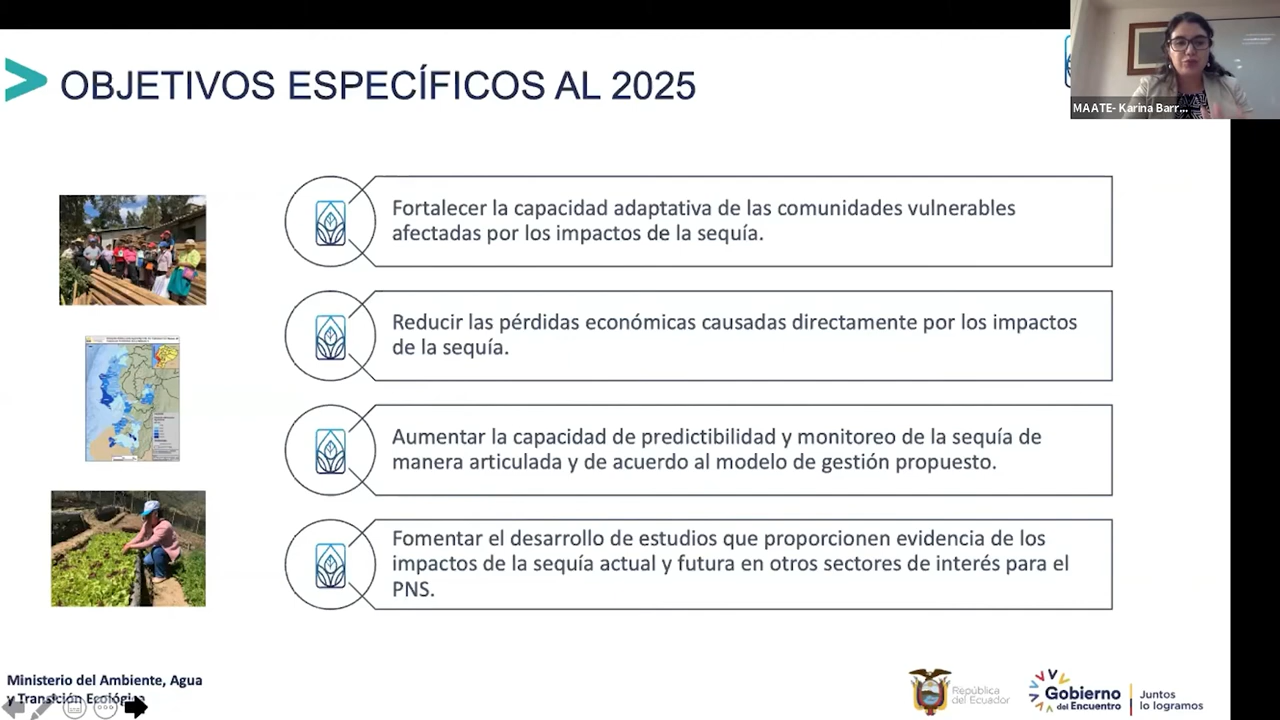 OBJETIVOS ESPECÍFICOS AL 2025
MAATE- Karina Barr...
Fortalecer la capacidad adaptativa de las comunidades vulnerables
afectadas por los impactos de la sequía.
Reducir las pérdidas económicas causadas directamente por los impactos
de la sequía.
Aumentar la capacidad de predictibilidad y monitoreo de la sequía de
manera articulada y de acuerdo al modelo de gestión propuesto.
Fomentar el desarrollo de estudios que proporcionen evidencia de los
impactos de la sequía actual y futura en otros sectores de interés para el
PNS.
Ministerio del Ambiente, Agua
y Transición Ecológica
República
del Ecuador
Gobierno
del Encuentro
Juntos
lo logramos